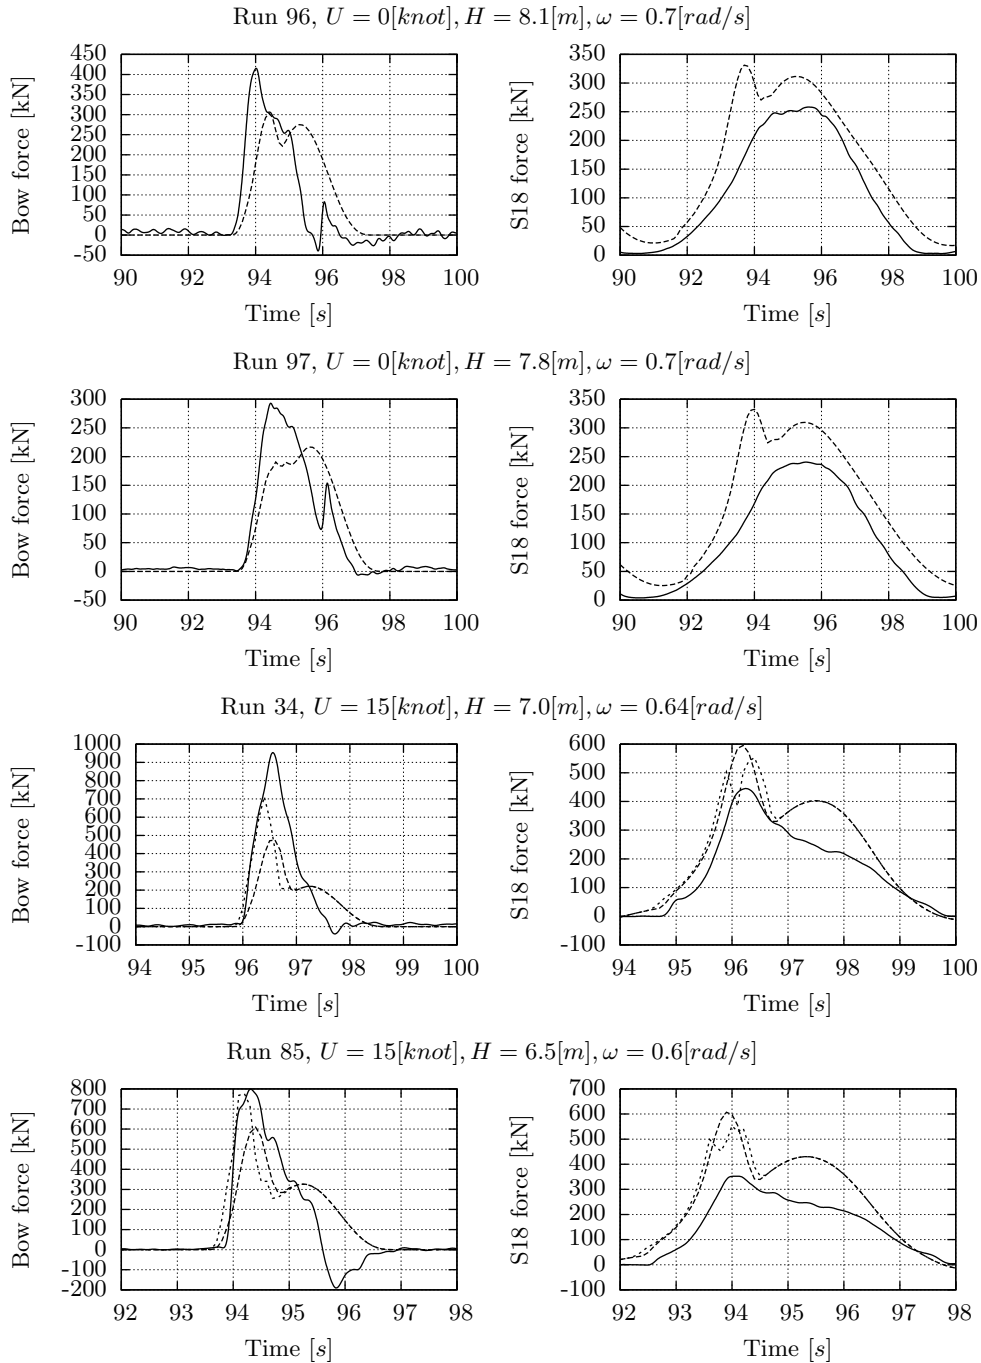 Run 96, U = 0[knot], H = 8.1[m], ω = 0.7[rad/s]
Bow force [kN]
450
400
350
300
250
200
150
100
50
0
-50
90 92 94 96 98 100
Time [s]
S18 force [kN]
350
300
250
200
150
100
50
0
90 92 94 96 98 100
Time [s]
Run 97, U = 0[knot], H = 7.8[m], ω = 0.7[rad/s]
Bow force [kN]
300
250
200
150
100
50
0
-50
90 92 94 96 98 100
Time [s]
S18 force [kN]
350
300
250
200
150
100
50
0
90 92 94 96 98 100
Time [s]
Run 34, U = 15[knot], H = 7.0[m], ω = 0.64[rad/s]
Bow force [kN]
1000
900
800
700
600
500
400
300
200
100
0
-100
94 95 96 97 98 99 100
Time [s]
S18 force [kN]
600
500
400
300
200
100
0
-100
94 95 96 97 98 99 100
Time [s]
Run 85, U = 15[knot], H = 6.5[m], ω = 0.6[rad/s]
Bow force [kN]
800
700
600
500
400
300
200
100
0
-100
-200
92 93 94 95 96 97 98
Time [s]
S18 force [kN]
700
600
500
400
300
200
100
0
-100
92 93 94 95 96 97 98
Time [s]